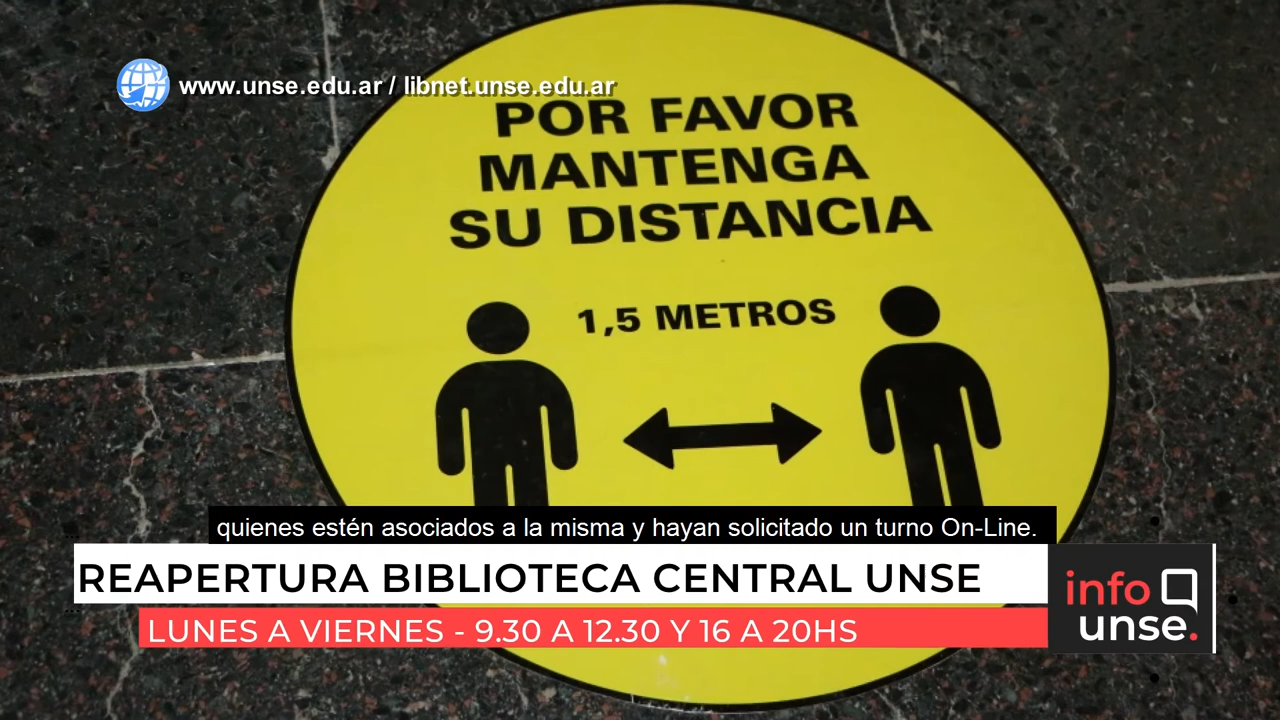 www.unse.edu.ar / libnet.unse.edu.ar
POR FAVOR
MANTENGA
SU DISTANCIA
1,5 METROS
quienes estén asociados a la misma y hayan solicitado un turno On-Line.
REAPERTURA BIBLIOTECA CENTRAL UNSE
LUNES A VIERNES - 9.30 A 12.30 Y 16 A 20HS
info
unse.